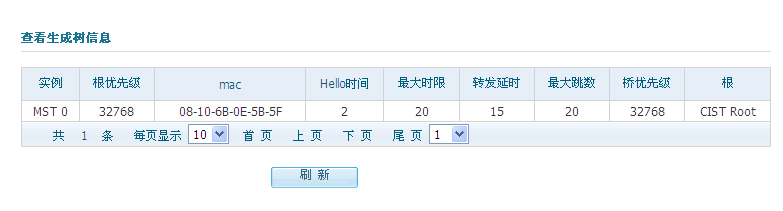 查看生成树信息
实例 根优先级 mac Hello时间 最大时限 转发延时 最大跳数 桥优先级 根
MST 0 32768 08-10-6B-0E-5B-5F 2 20 15 20 32768 CIST Root
共 1 条 每页显示 10 首 页 上 页 下 页 尾 页 1
刷 新